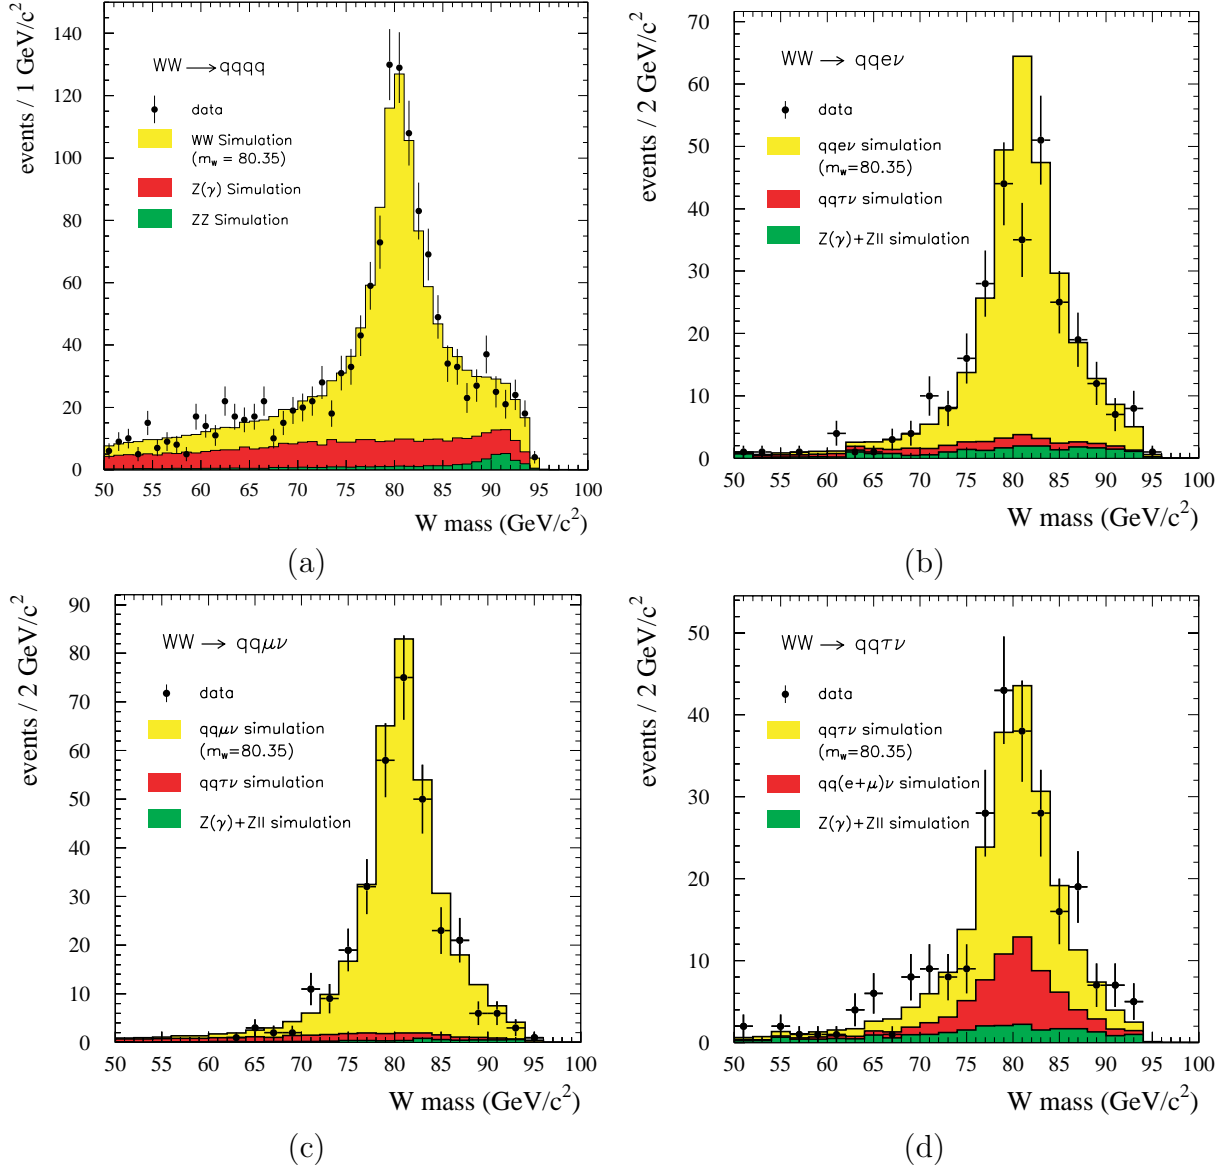 events / 1 GeV/c²
140
120
100
80
60
40
20
0
WW → qqqq
data
WW Simulation
(m_w = 80.35)
Z(γ) Simulation
ZZ Simulation
50 55 60 65 70 75 80 85 90 95 100
W mass (GeV/c²)
(a)
events / 2 GeV/c²
70
60
50
40
30
20
10
0
WW → qqeν
data
qqeν simulation
(m_w=80.35)
qqτν simulation
Z(γ)+Zll simulation
50 55 60 65 70 75 80 85 90 95 100
W mass (GeV/c²)
(b)
events / 2 GeV/c²
90
80
70
60
50
40
30
20
10
0
WW → qqμν
data
qqμν simulation
(m_w=80.35)
qqτν simulation
Z(γ)+Zll simulation
50 55 60 65 70 75 80 85 90 95 100
W mass (GeV/c²)
(c)
events / 2 GeV/c²
50
40
30
20
10
0
WW → qqτν
data
qqτν simulation
(m_w=80.35)
qq(e+μ)ν simulation
Z(γ)+Zll simulation
50 55 60 65 70 75 80 85 90 95 100
W mass (GeV/c²)
(d)